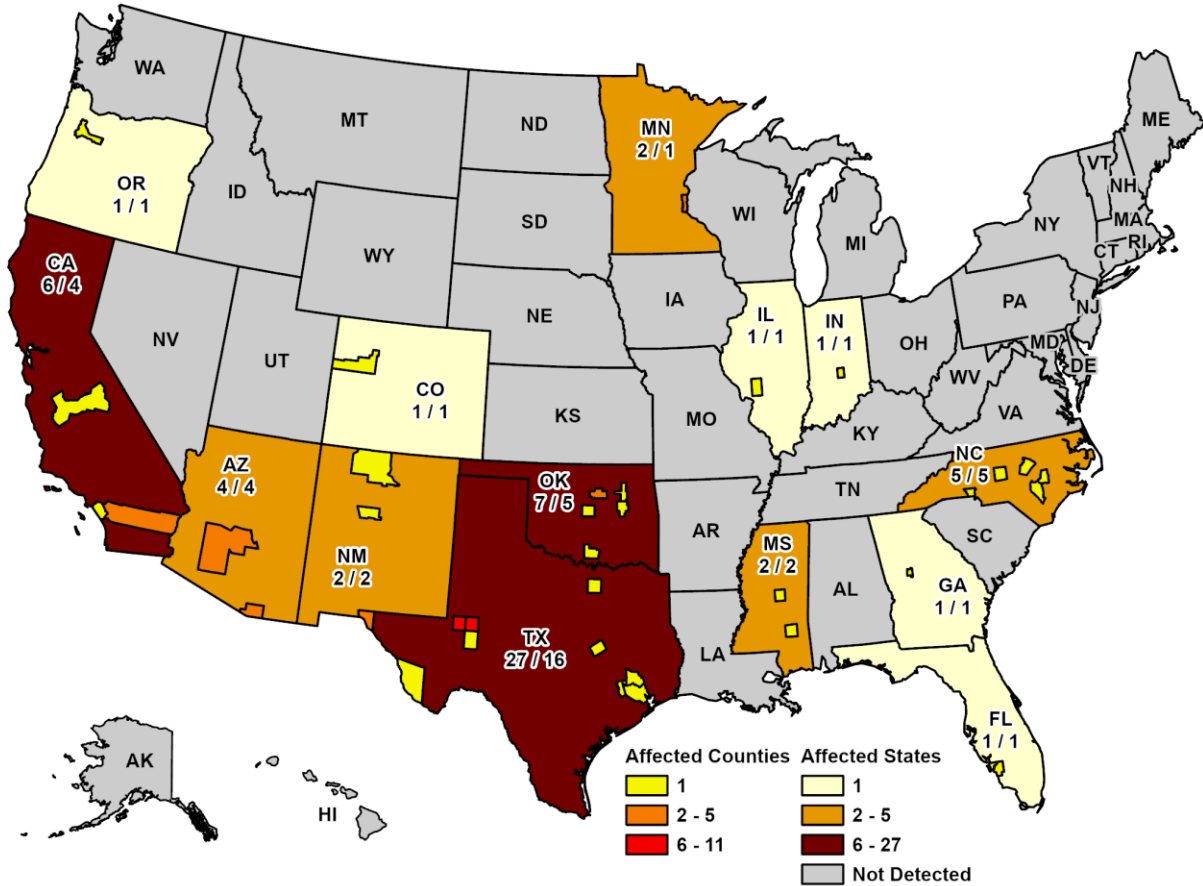 WA
MT
ND
MN
2 / 1
ME
VT
NH
OR
1 / 1
ID
SD
WI
MI
NY
MA
CT
RI
WY
CA
6 / 4
IA
NE
PA
NJ
NV
UT
IL
1 / 1
IN
1 / 1
OH
MD
DE
CO
1 / 1
KS
MO
WV
VA
KY
AZ
4 / 4
NM
2 / 2
OK
7 / 5
TN
NC
5 / 5
AR
SC
MS
2 / 2
AL
GA
1 / 1
TX
27 / 16
LA
FL
1 / 1
AK
HI
Affected Counties
1
2 - 5
6 - 11
Affected States
1
2 - 5
6 - 27
Not Detected